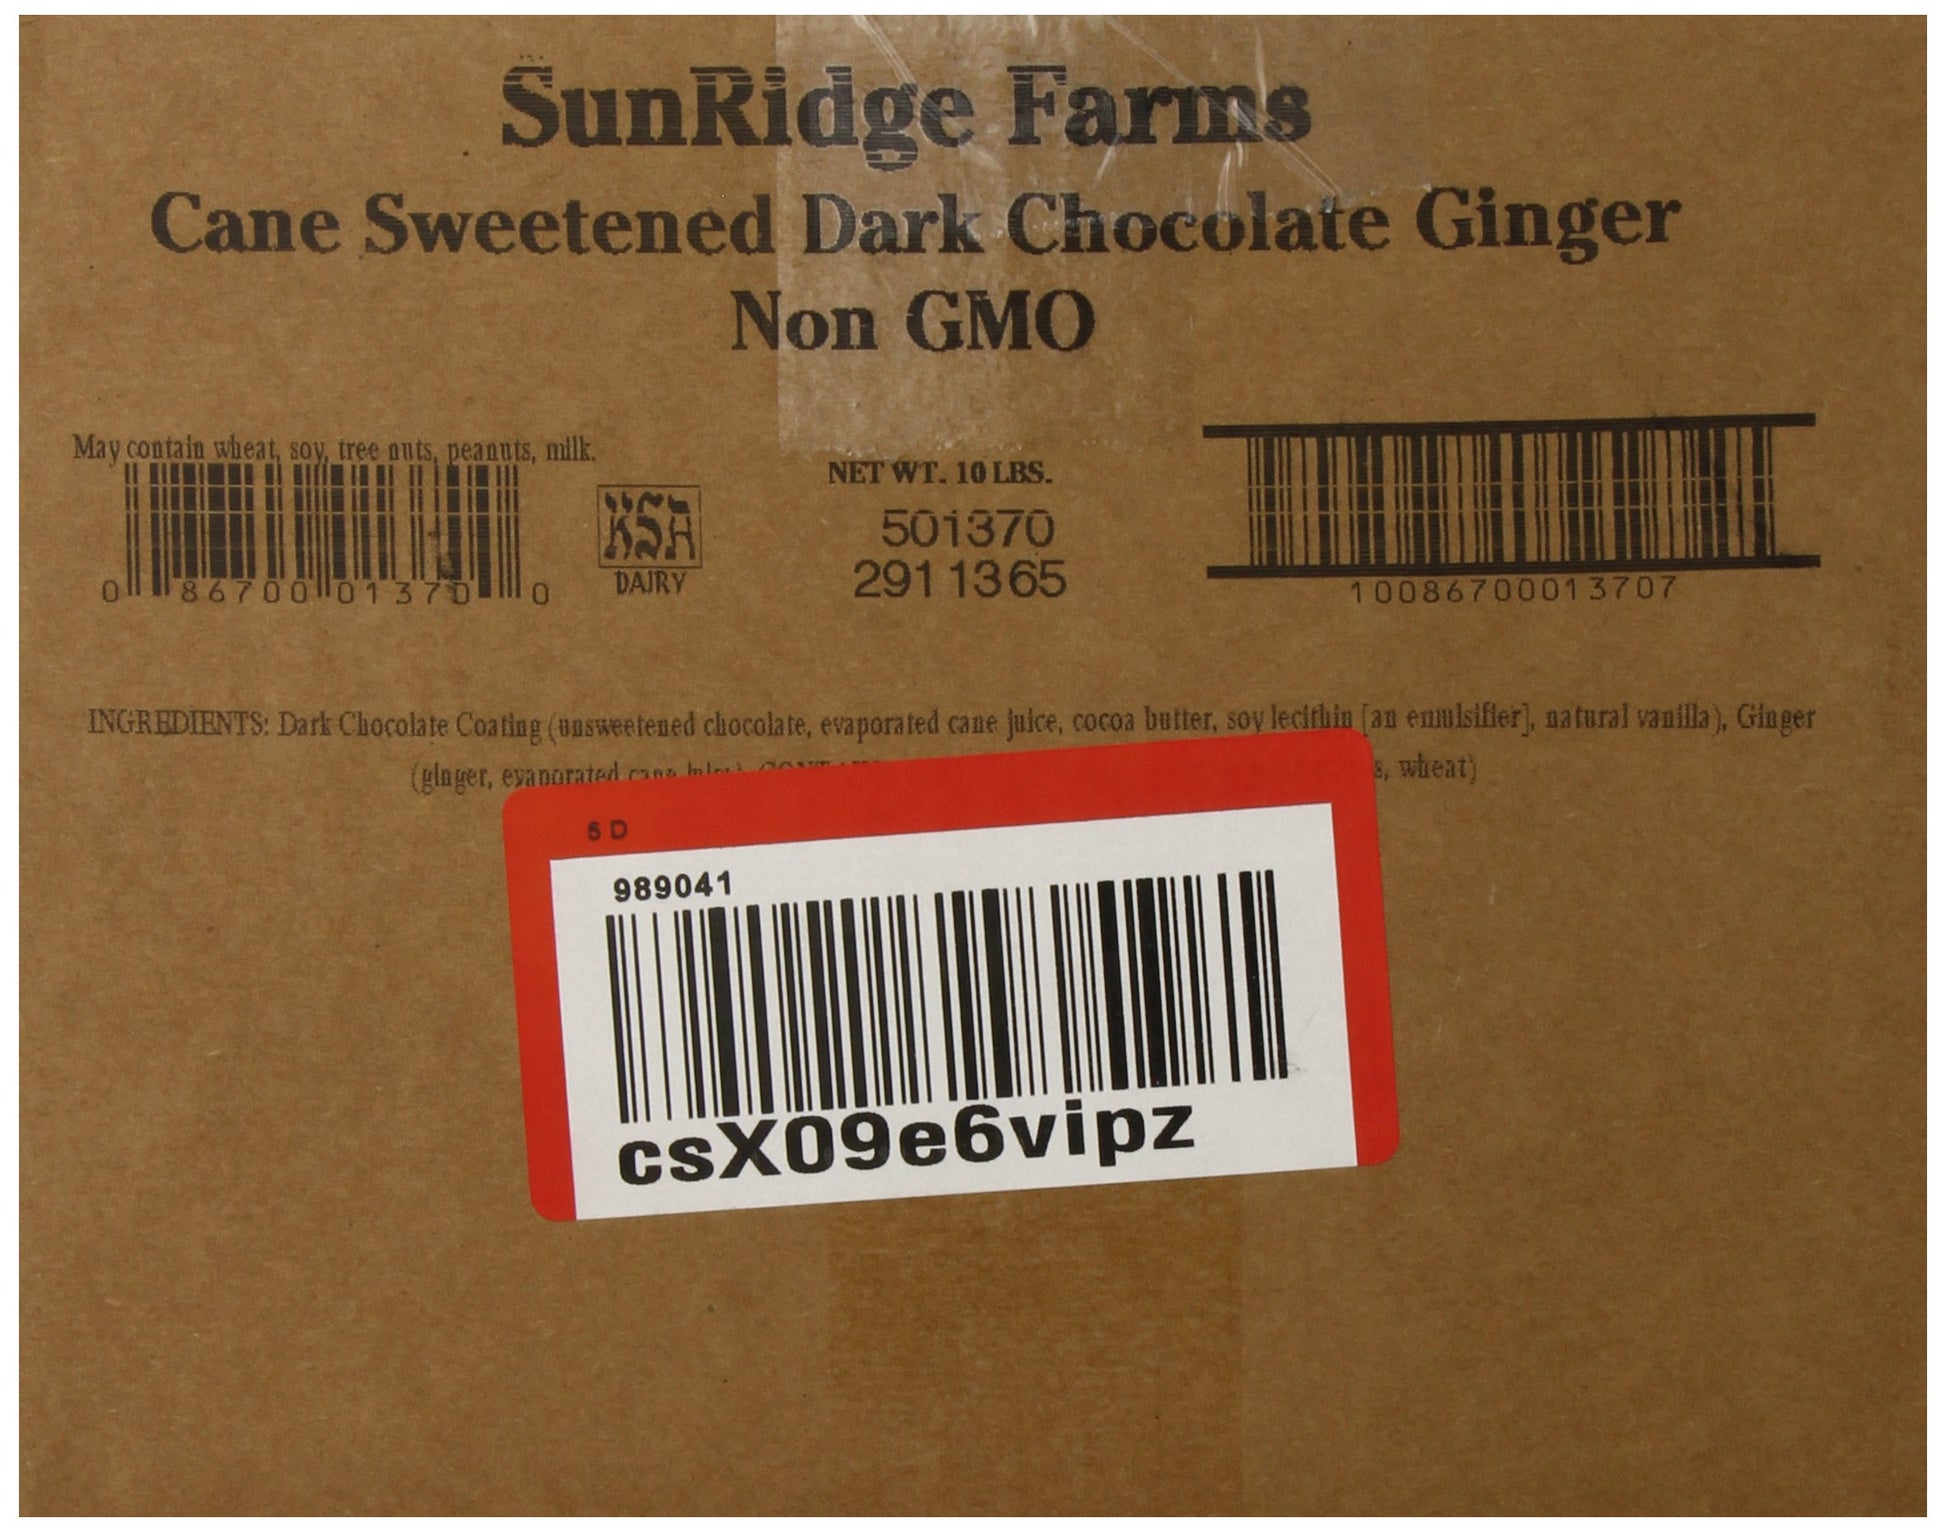 SunRidge Farms
Cane Sweetened Dark Chocolate Ginger
Non GMO
May contain wheat, soy, tree nuts, peanuts, milk.
0 86700 01370 0
KSA
DAIRY
NET WT. 10 LBS.
501370
2911365
10086700013707
INGREDIENTS: Dark Chocolate Coating (unsweetened chocolate, evaporated cane juice, cocoa butter, soy lecithin [an emulsifier], natural vanilla), Ginger
(ginger, evaporated cane juice). wheat)
5 D
989041
csX09e6vipz